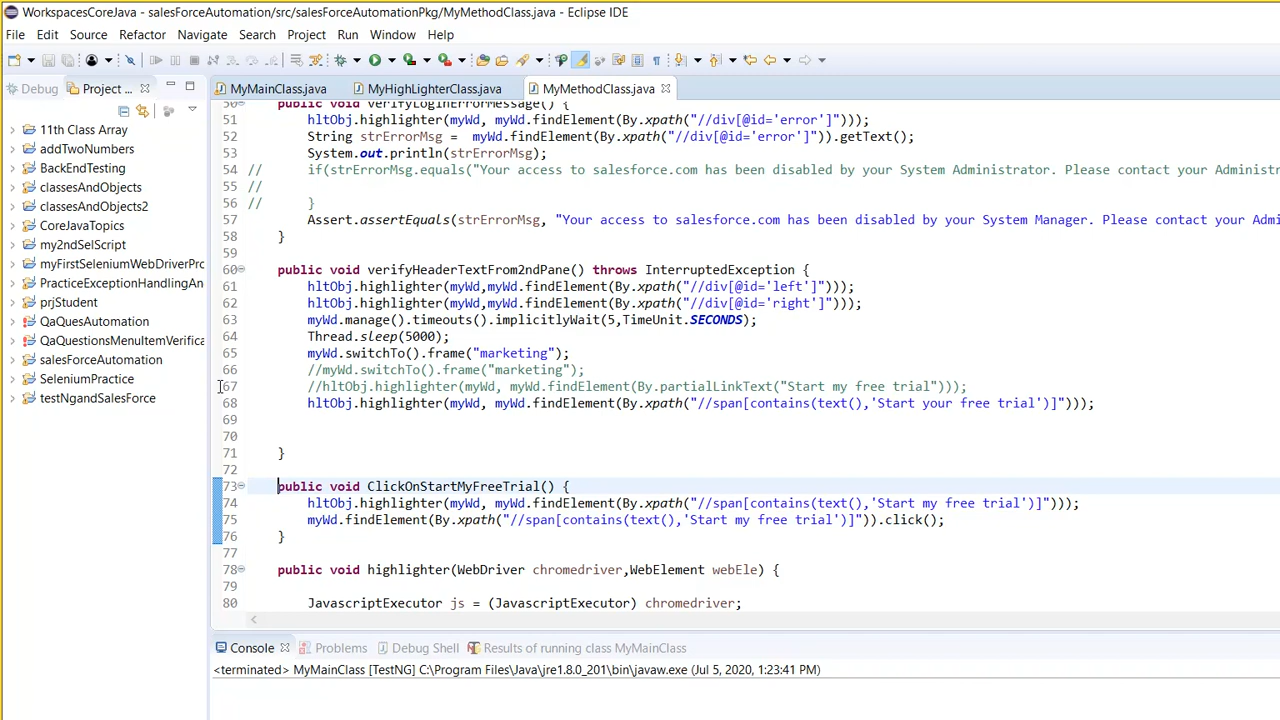 WorkspacesCoreJava - salesForceAutomation/src/salesForceAutomationPkg/MyMethodClass.java - Eclipse IDE
File Edit Source Refactor Navigate Search Project Run Window Help
Debug Project ...
MyMainClass.java MyHighLighterClass.java MyMethodClass.java
11th Class Array
addTwoNumbers
BackEndTesting
classesAndObjects
classesAndObjects2
CoreJavaTopics
my2ndSelScript
myFirstSeleniumWebDriverPro
PracticeExceptionHandlingAn
prjStudent
QaQuesAutomation
QaQuestionsMenuItemVerifica
salesForceAutomation
SeleniumPractice
testNgandSalesForce
50 public void verifyLoginErrorMessage() {
51 hltObj.highlighter(myWd, myWd.findElement(By.xpath("//div[@id='error']")));
52 String strErrorMsg = myWd.findElement(By.xpath("//div[@id='error']")).getText();
53 System.out.println(strErrorMsg);
54 // if(strErrorMsg.equals("Your access to salesforce.com has been disabled by your System Administrator. Please contact your Administr
55 //
56 // }
57 Assert.assertEquals(strErrorMsg, "Your access to salesforce.com has been disabled by your System Manager. Please contact your Admi
58 }
59
60 public void verifyHeaderTextFrom2ndPane() throws InterruptedException {
61 hltObj.highlighter(myWd,myWd.findElement(By.xpath("//div[@id='left']")));
62 hltObj.highlighter(myWd, myWd.findElement(By.xpath("//div[@id='right']")));
63 myWd.manage().timeouts().implicitlyWait(5,TimeUnit.SECONDS);
64 Thread.sleep(5000);
65 myWd.switchTo().frame("marketing");
66 //myWd.switchTo().frame("marketing");
67 //hltObj.highlighter(myWd, myWd.findElement(By.partialLinkText("Start my free trial")));
68 hltObj.highlighter(myWd, myWd.findElement(By.xpath("//span[contains(text(),'Start your free trial')]")));
69
70
71 }
72
73 public void ClickOnStartMyFreeTrial() {
74 hltObj.highlighter(myWd, myWd.findElement(By.xpath("//span[contains(text(),'Start my free trial')]")));
75 myWd.findElement(By.xpath("//span[contains(text(),'Start my free trial')]")).click();
76 }
77
78 public void highlighter(WebDriver chromedriver,WebElement webEle) {
79
80 JavascriptExecutor js = (JavascriptExecutor) chromedriver;
Console Problems Debug Shell Results of running class MyMainClass
<terminated> MyMainClass [TestNG] C:\Program Files\Java\jre1.8.0_201\bin\javaw.exe (Jul 5, 2020, 1:23:41 PM)